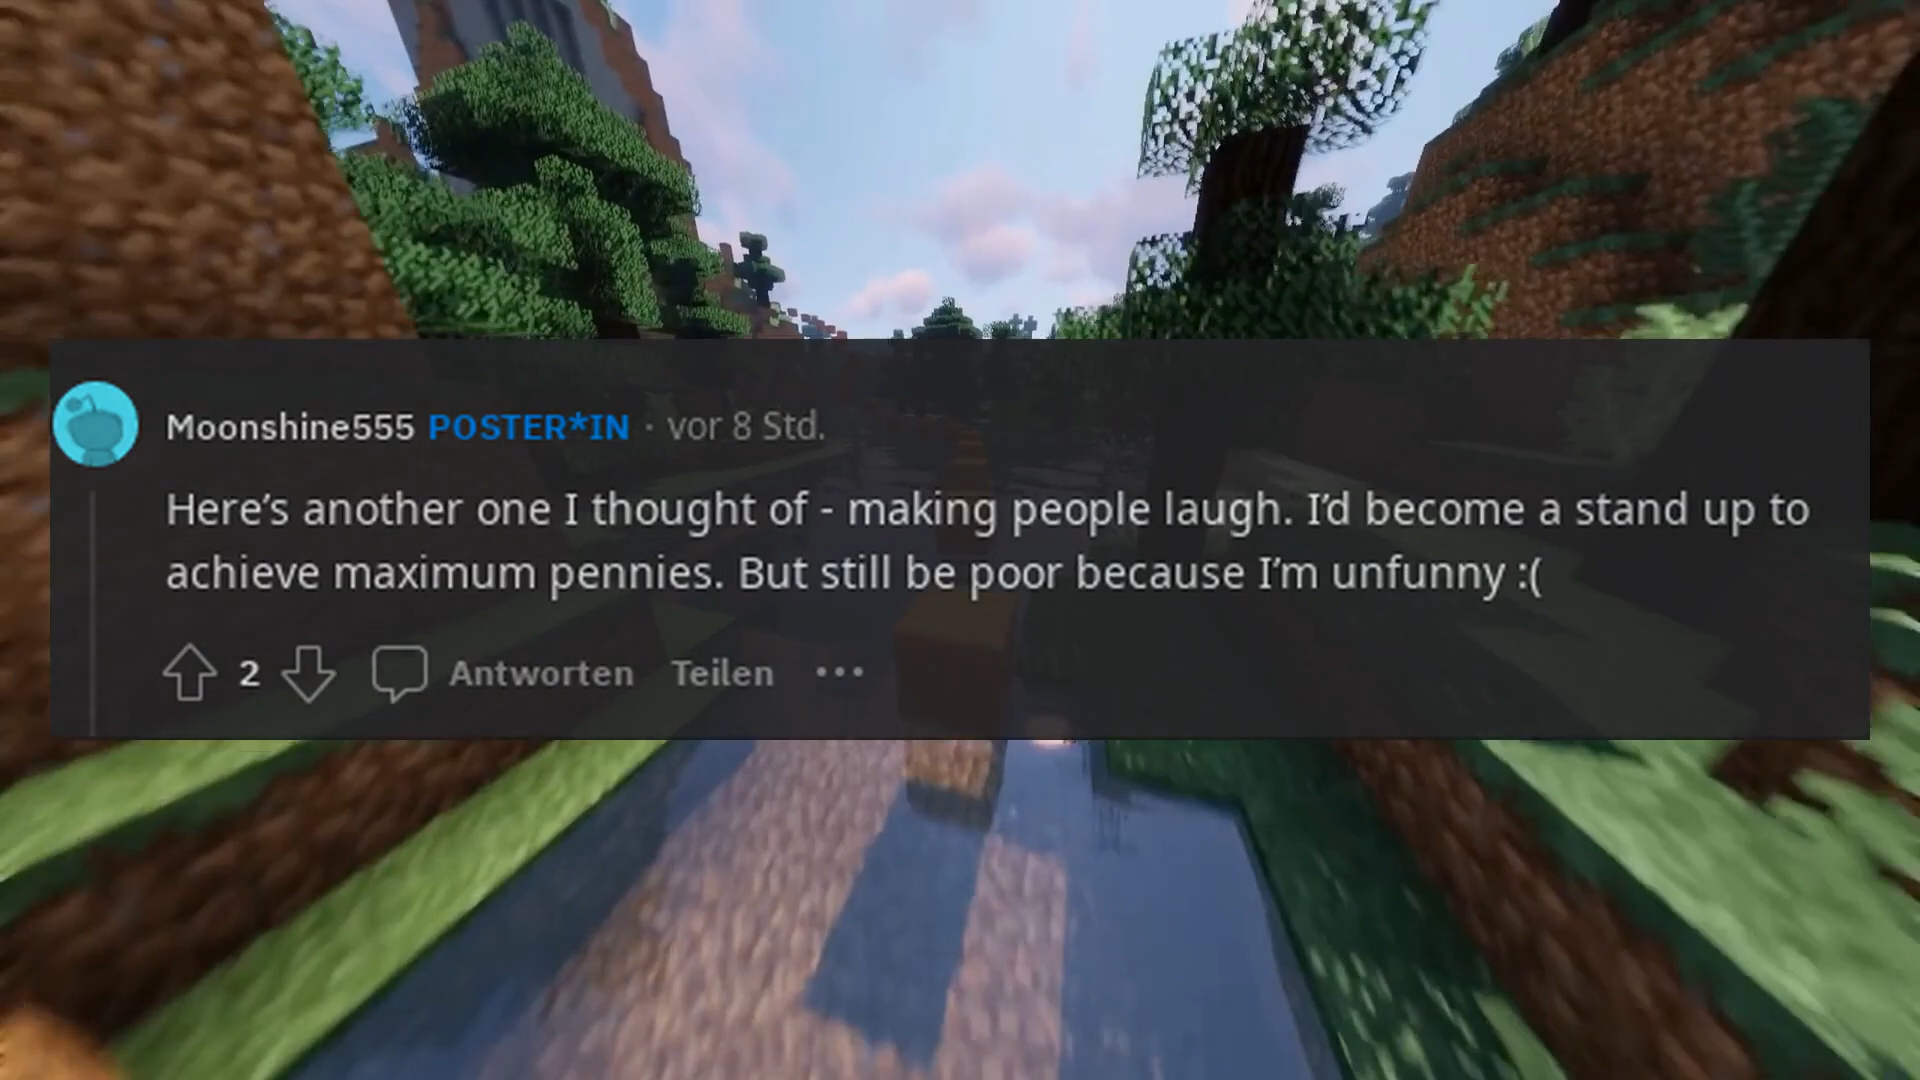 Moonshine555 POSTER*IN · vor 8 Std.
Here’s another one I thought of - making people laugh. I’d become a stand up to
achieve maximum pennies. But still be poor because I’m unfunny :(
2 Antworten Teilen ···